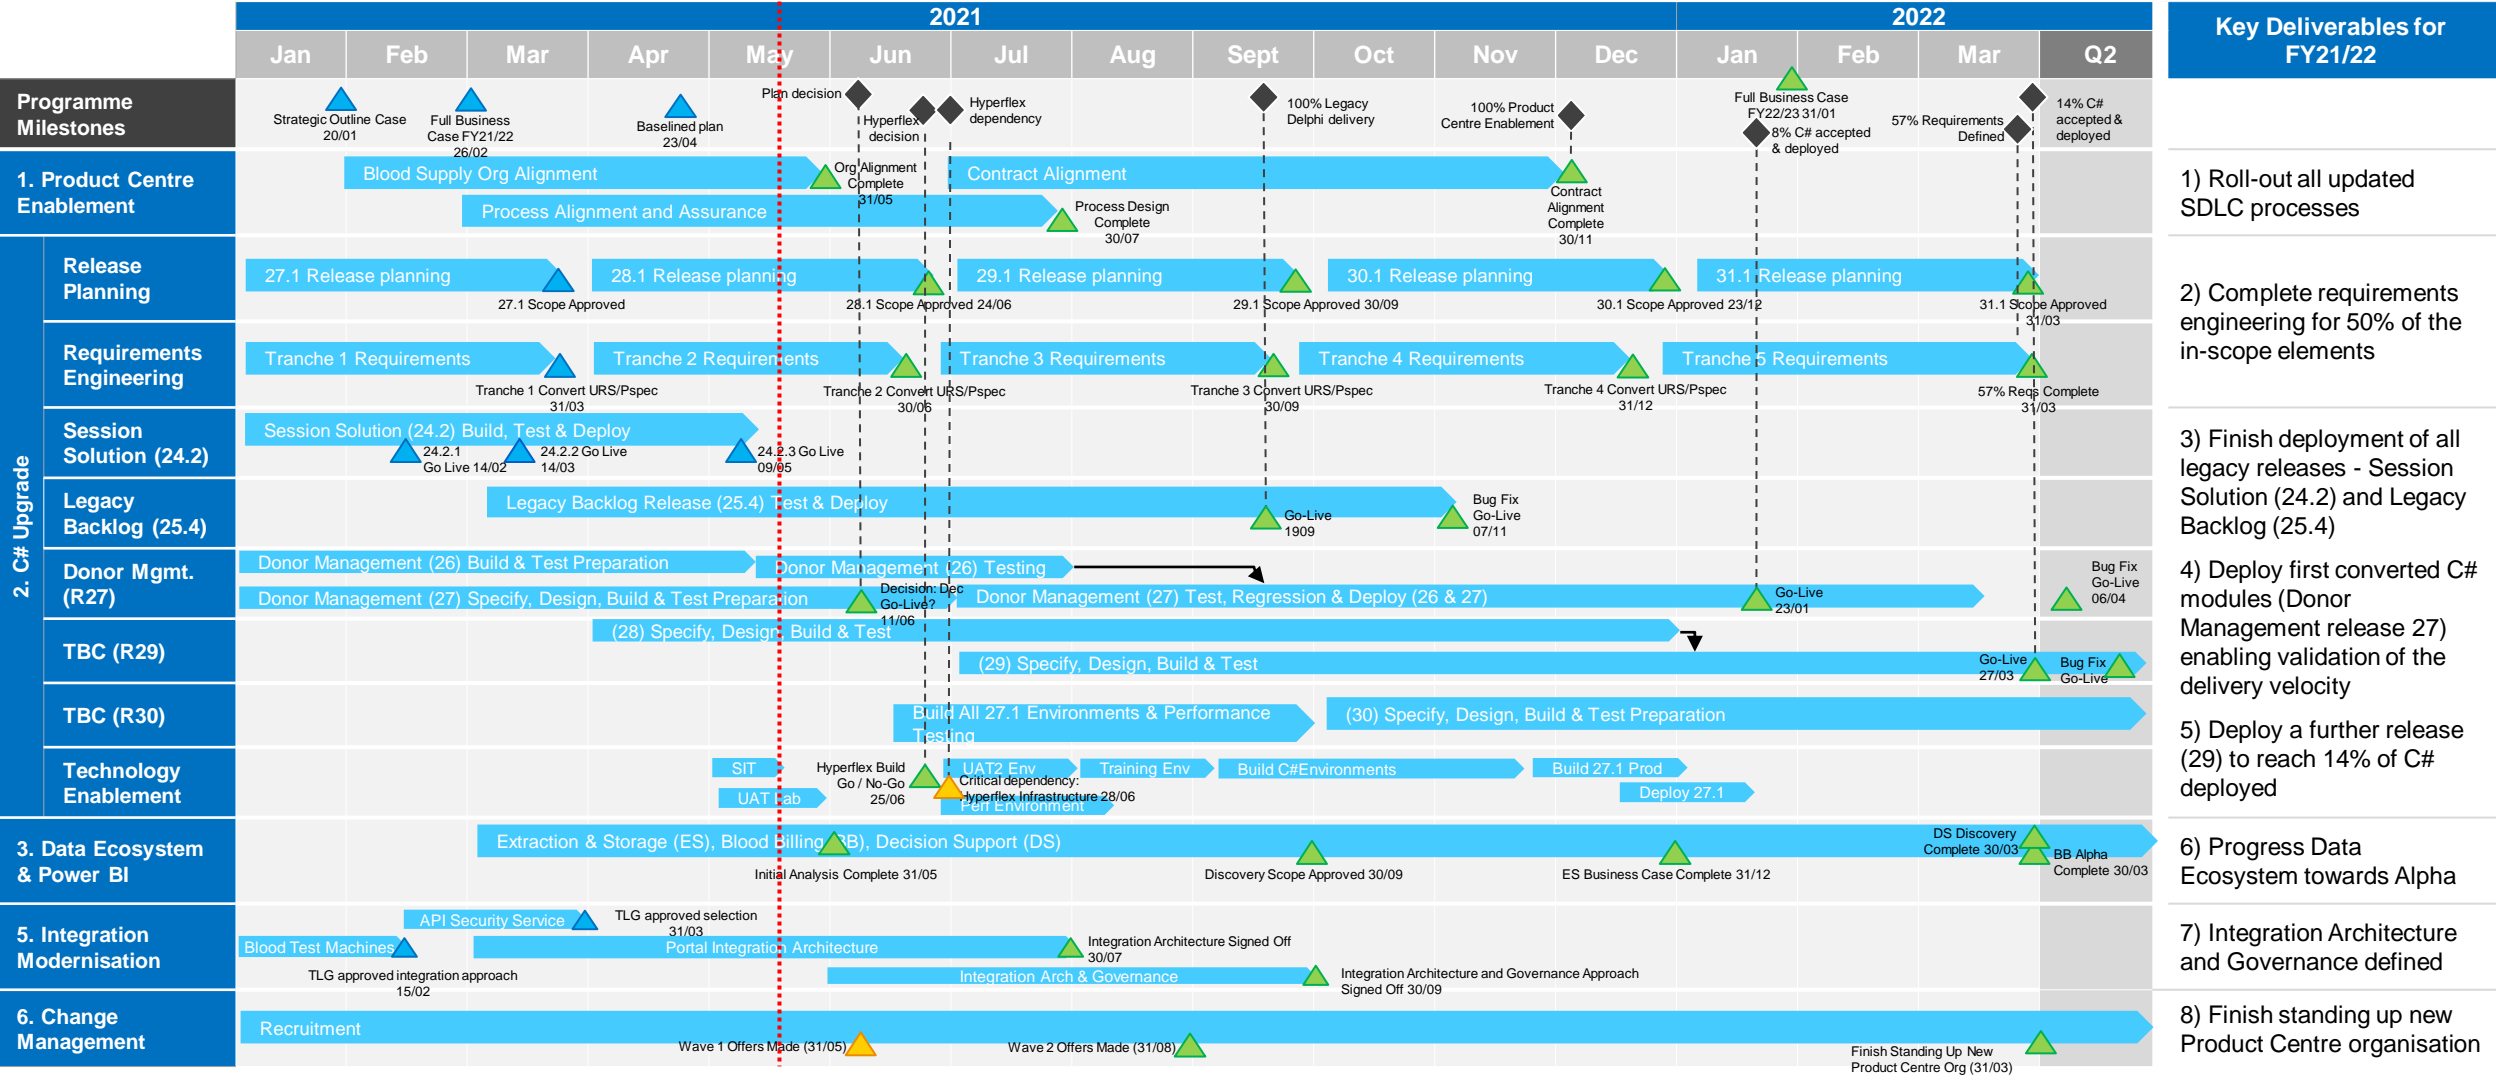 2021
2022
Key Deliverables for
FY21/22
Jan
Feb
Mar
Apr
May
Jun
Jul
Aug
Sept
Oct
Nov
Dec
Jan
Feb
Mar
Q2
Programme
Milestones
Strategic Outline Case
20/01
Full Business
Case FY21/22
26/02
Baselined plan
23/04
Plan decision
Hyperflex
decision
Hyperflex
dependency
100% Legacy
Delphi delivery
100% Product
Centre Enablement
Full Business Case
FY22/23 31/01
8% C# accepted
& deployed
57% Requirements
Defined
14% C#
accepted &
deployed
1. Product Centre
Enablement
Blood Supply Org Alignment
Org Alignment
Complete
31/05
Contract Alignment
Contract
Alignment
Complete
30/11
Process Alignment and Assurance
Process Design
Complete
30/07
1) Roll-out all updated
SDLC processes
2. C# Upgrade
Release
Planning
27.1 Release planning
27.1 Scope Approved
28.1 Release planning
28.1 Scope Approved 24/06
29.1 Release planning
29.1 Scope Approved 30/09
30.1 Release planning
30.1 Scope Approved 23/12
31.1 Release planning
31.1 Scope Approved
31/03
2) Complete requirements
engineering for 50% of the
in-scope elements
Requirements
Engineering
Tranche 1 Requirements
Tranche 1 Convert URS/Pspec
31/03
Tranche 2 Requirements
Tranche 2 Convert URS/Pspec
30/06
Tranche 3 Requirements
Tranche 3 Convert URS/Pspec
30/09
Tranche 4 Requirements
Tranche 4 Convert URS/Pspec
31/12
Tranche 5 Requirements
57% Reqs Complete
31/03
Session
Solution (24.2)
Session Solution (24.2) Build, Test & Deploy
24.2.1
Go Live 14/02
24.2.2 Go Live
14/03
24.2.3 Go Live
09/05
3) Finish deployment of all
legacy releases - Session
Solution (24.2) and Legacy
Backlog (25.4)
Legacy
Backlog (25.4)
Legacy Backlog Release (25.4) Test & Deploy
Go-Live
1909
Bug Fix
Go-Live
07/11
Donor Mgmt.
(R27)
Donor Management (26) Build & Test Preparation
Donor Management (26) Testing
Donor Management (27) Specify, Design, Build & Test Preparation
Decision: Dec
Go-Live?
11/06
Donor Management (27) Test, Regression & Deploy (26 & 27)
Go-Live
23/01
Bug Fix
Go-Live
06/04
4) Deploy first converted C#
modules (Donor
Management release 27)
enabling validation of the
delivery velocity
TBC (R29)
(28) Specify, Design, Build & Test
(29) Specify, Design, Build & Test
Go-Live
27/03
Bug Fix
Go-Live
TBC (R30)
Build All 27.1 Environments & Performance
Testing
(30) Specify, Design, Build & Test Preparation
5) Deploy a further release
(29) to reach 14% of C#
deployed
Technology
Enablement
SIT
UAT Lab
Hyperflex Build
Go / No-Go
25/06
UAT2 Env
Critical dependency:
Hyperflex Infrastructure 28/06
Perf Environment
Training Env
Build C#Environments
Build 27.1 Prod
Deploy 27.1
3. Data Ecosystem
& Power BI
Extraction & Storage (ES), Blood Billing (BB), Decision Support (DS)
Initial Analysis Complete 31/05
Discovery Scope Approved 30/09
ES Business Case Complete 31/12
DS Discovery
Complete 30/03
BB Alpha
Complete 30/03
6) Progress Data
Ecosystem towards Alpha
5. Integration
Modernisation
API Security Service
TLG approved selection
31/03
Blood Test Machines
TLG approved integration approach
15/02
Portal Integration Architecture
Integration Architecture Signed Off
30/07
Integration Arch & Governance
Integration Architecture and Governance Approach
Signed Off 30/09
7) Integration Architecture
and Governance defined
6. Change
Management
Recruitment
Wave 1 Offers Made (31/05)
Wave 2 Offers Made (31/08)
Finish Standing Up New
Product Centre Org (31/03)
8) Finish standing up new
Product Centre organisation